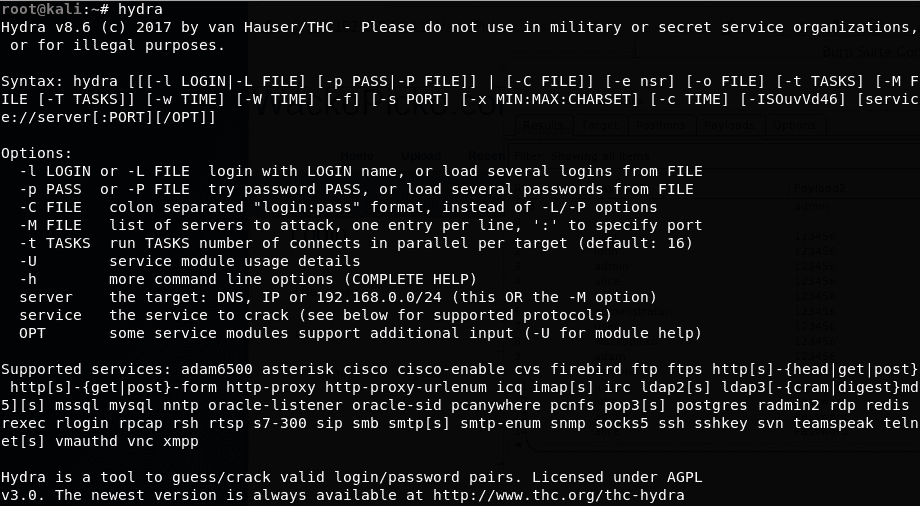 root@kali:~# hydra
Hydra v8.6 (c) 2017 by van Hauser/THC - Please do not use in military or secret service organizations,
 or for illegal purposes.

Syntax: hydra [[[-l LOGIN|-L FILE] [-p PASS|-P FILE]] | [-C FILE]] [-e nsr] [-o FILE] [-t TASKS] [-M F
ILE [-T TASKS]] [-w TIME] [-W TIME] [-f] [-s PORT] [-x MIN:MAX:CHARSET] [-c TIME] [-ISOuvVd46] [servic
e://server[:PORT][/OPT]]

Options:
  -l LOGIN or -L FILE  login with LOGIN name, or load several logins from FILE
  -p PASS  or -P FILE  try password PASS, or load several passwords from FILE
  -C FILE   colon separated "login:pass" format, instead of -L/-P options
  -M FILE   list of servers to attack, one entry per line, ':' to specify port
  -t TASKS  run TASKS number of connects in parallel per target (default: 16)
  -U        service module usage details
  -h        more command line options (COMPLETE HELP)
  server    the target: DNS, IP or 192.168.0.0/24 (this OR the -M option)
  service   the service to crack (see below for supported protocols)
  OPT       some service modules support additional input (-U for module help)

Supported services: adam6500 asterisk cisco cisco-enable cvs firebird ftp ftps http[s]-{head|get|post}
 http[s]-{get|post}-form http-proxy http-proxy-urlenum icq imap[s] irc ldap2[s] ldap3[-{cram|digest}md
5][s] mssql mysql nntp oracle-listener oracle-sid pcanywhere pcnfs pop3[s] postgres radmin2 rdp redis
rexec rlogin rpcap rsh rtsp s7-300 sip smb smtp[s] smtp-enum snmp socks5 ssh sshkey svn teamspeak teln
et[s] vmauthd vnc xmpp

Hydra is a tool to guess/crack valid login/password pairs. Licensed under AGPL
v3.0. The newest version is always available at http://www.thc.org/thc-hydra